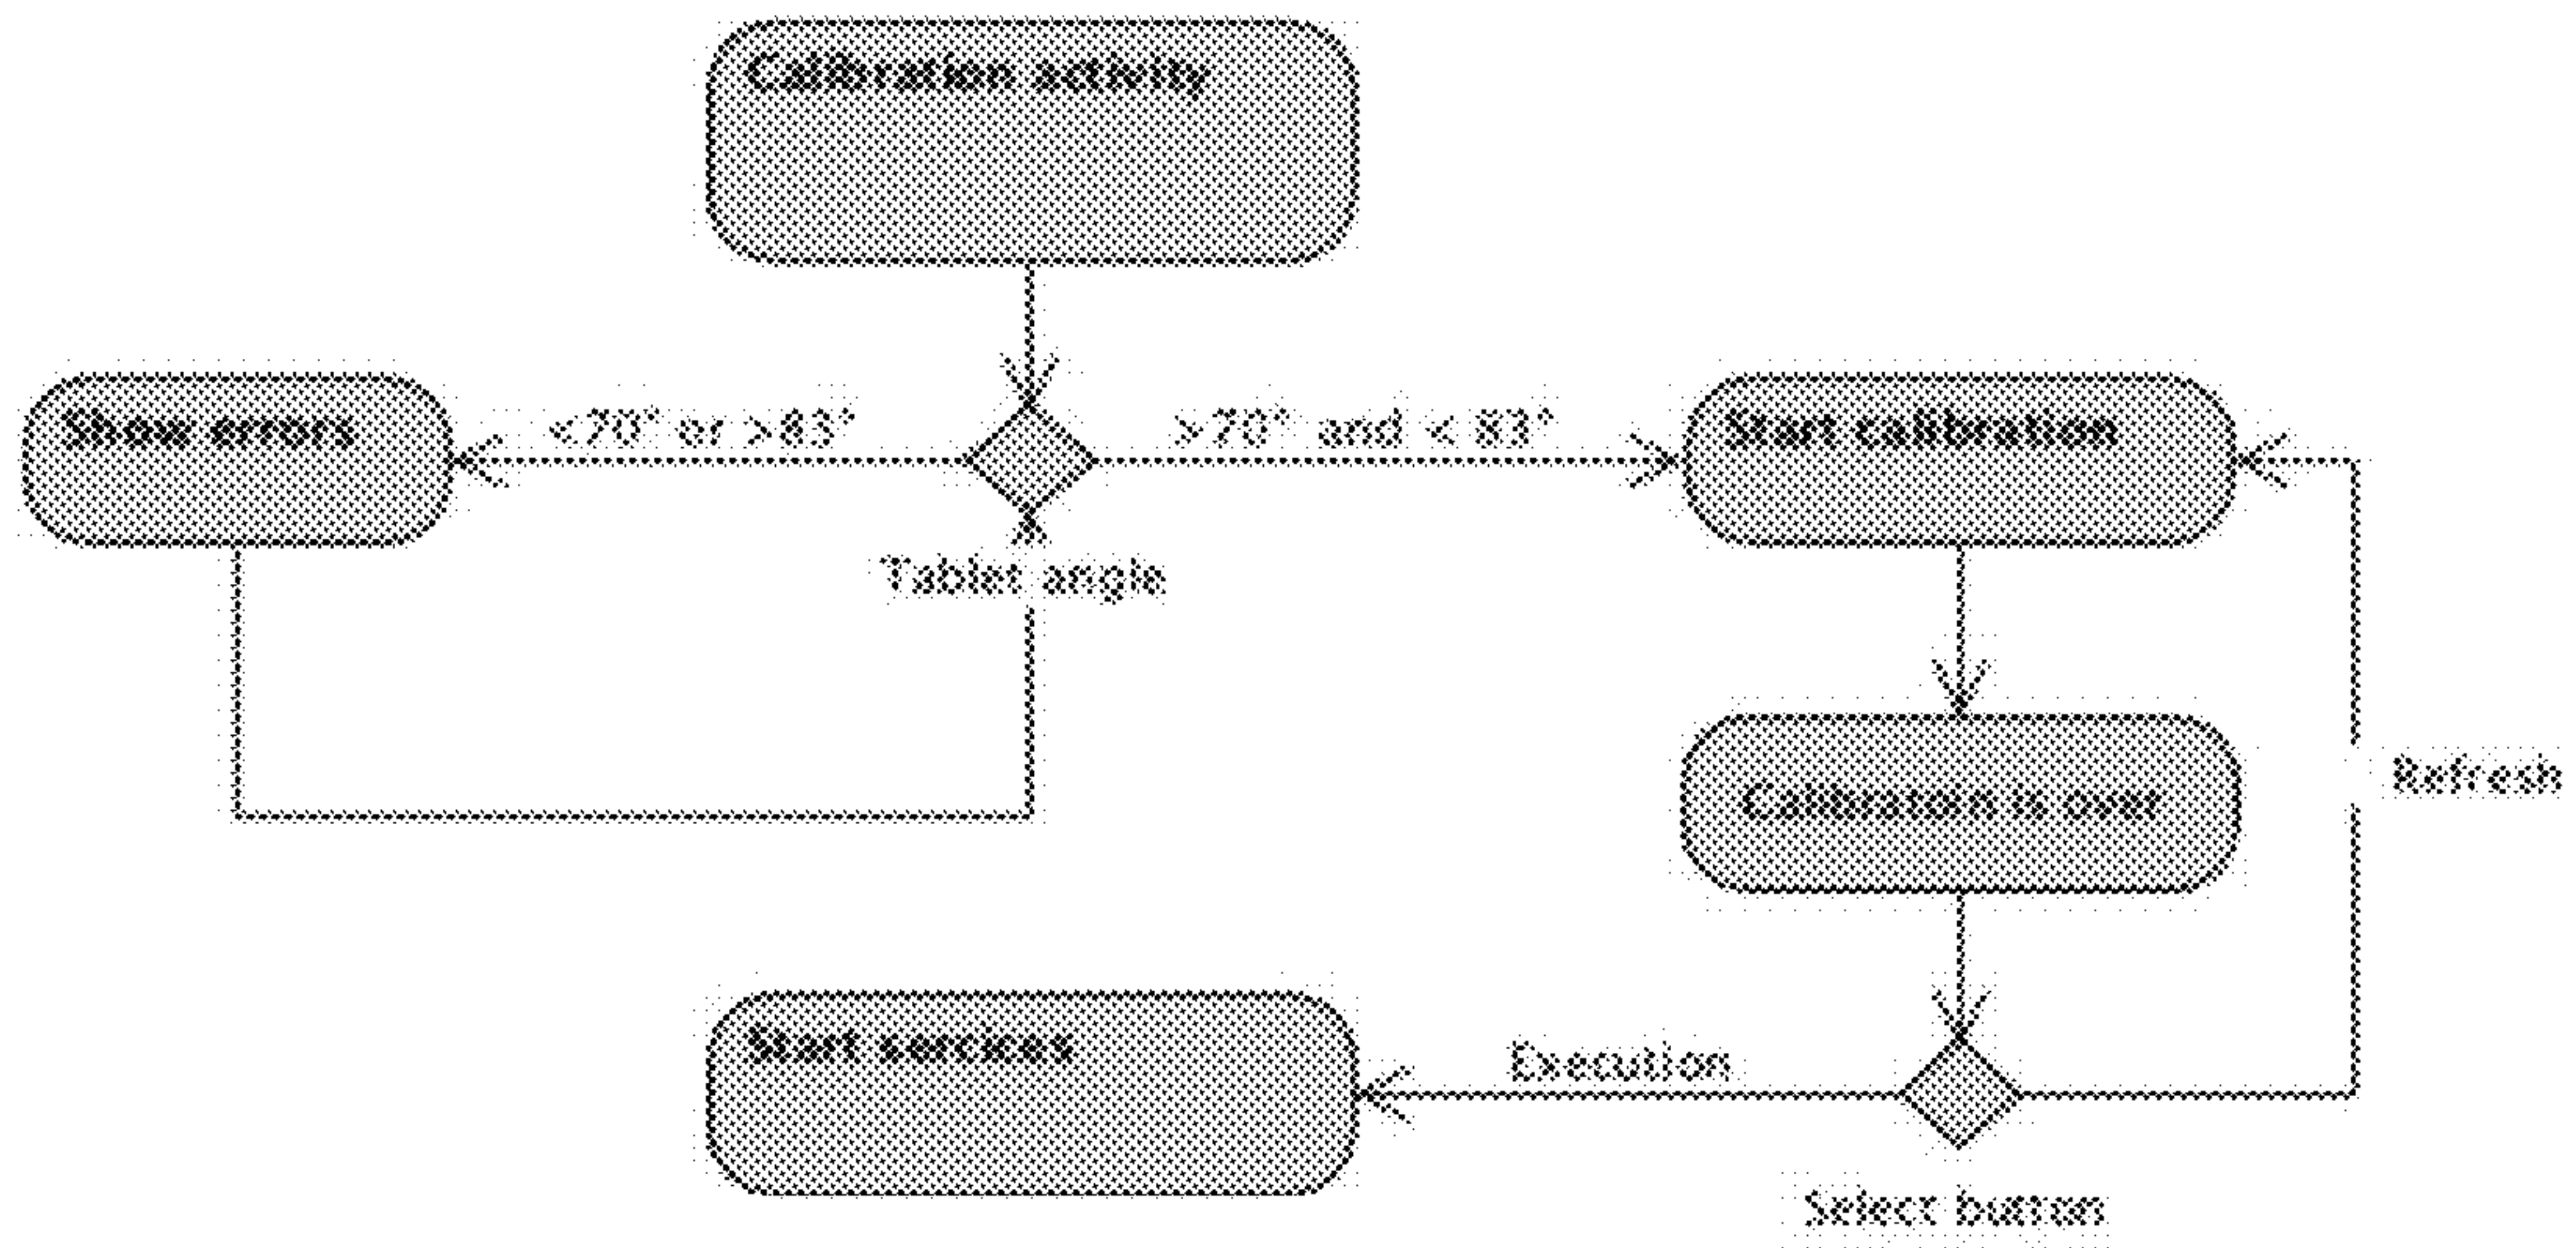 Calibration activity
Show errors
<70° or >83°
>70° and < 83°
Start calibration
Tablet angle
Refresh
Calibration is over
Start services
Execution
Select button